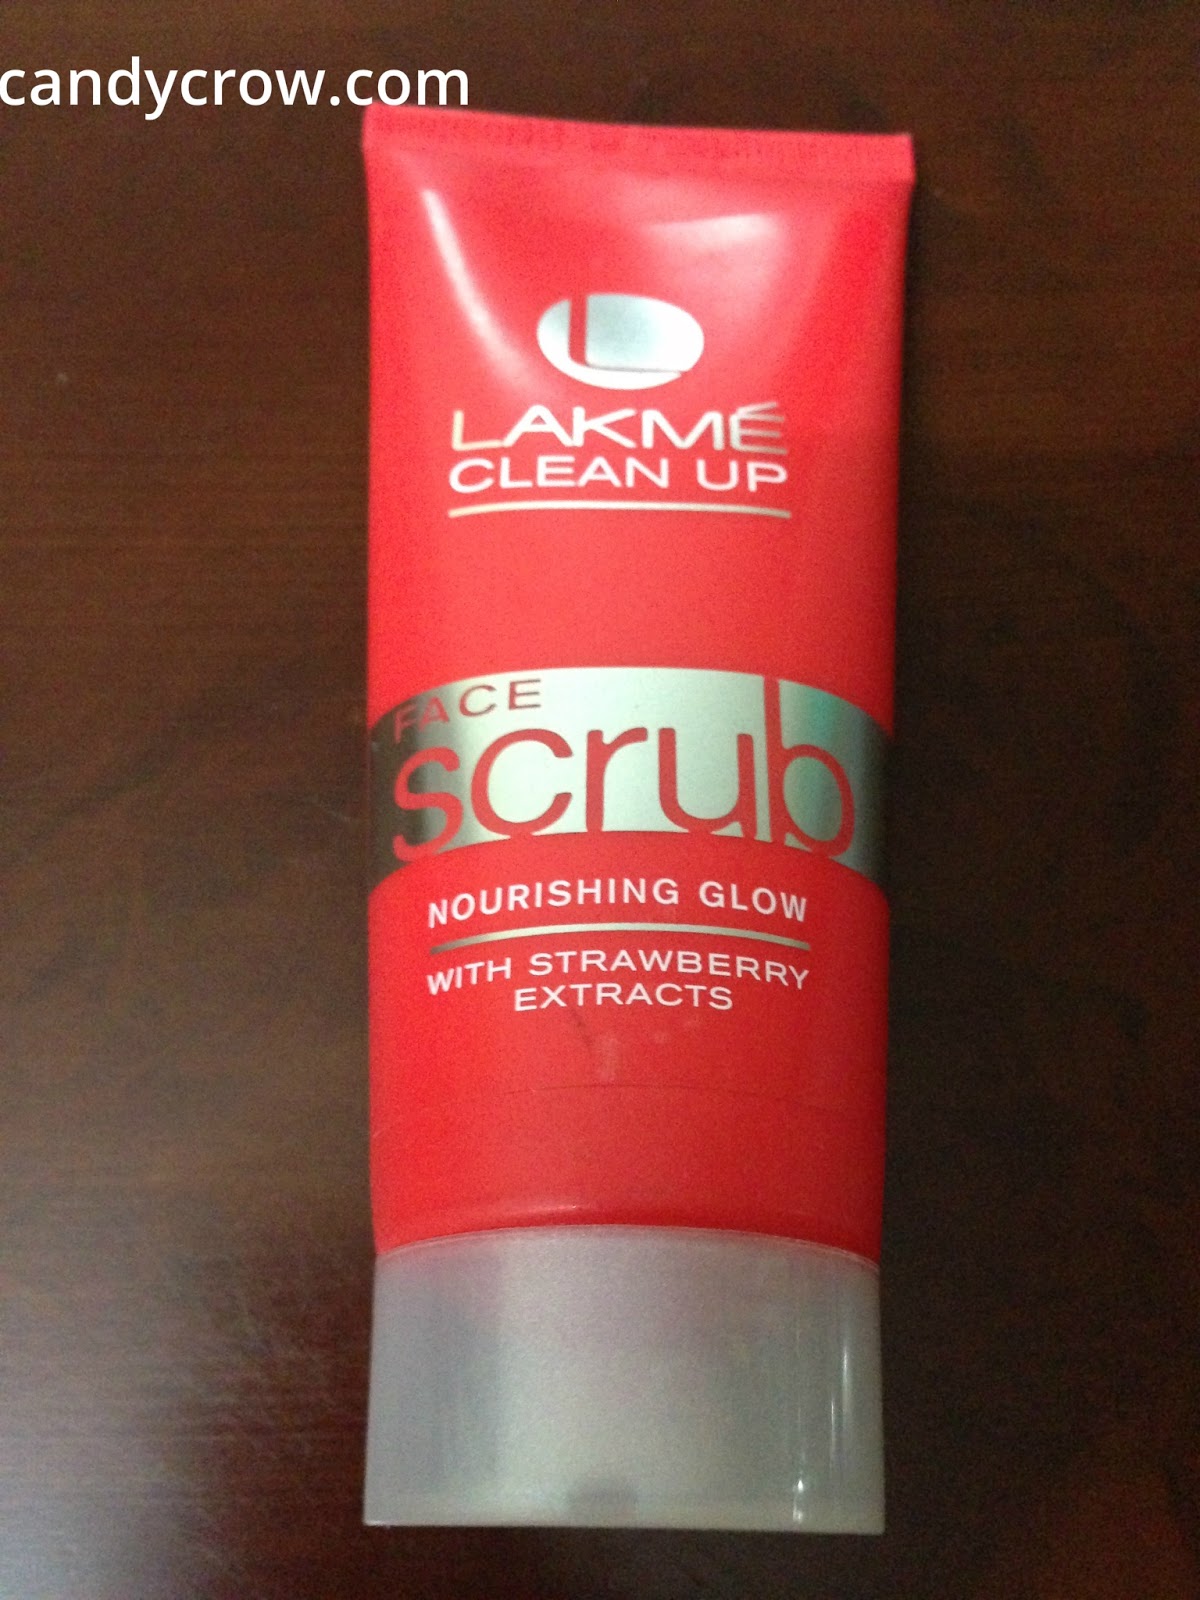 candycrow.com
LAKMÉ
CLEAN UP
FACE
scrub
NOURISHING GLOW
WITH STRAWBERRY
EXTRACTS